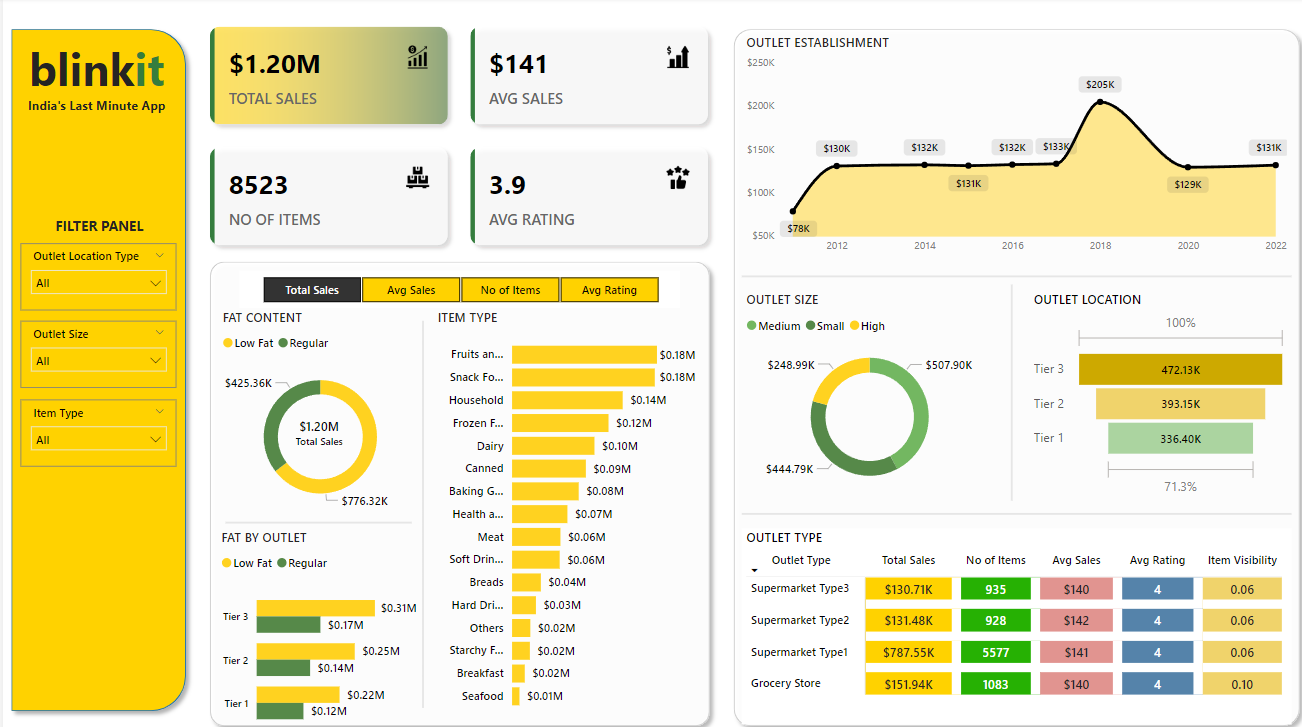 blinkit
India's Last Minute App
FILTER PANEL
Outlet Location Type
All
Outlet Size
All
Item Type
All
$1.20M
TOTAL SALES
$141
AVG SALES
8523
NO OF ITEMS
3.9
AVG RATING
Total Sales Avg Sales No of Items Avg Rating
FAT CONTENT
Low Fat Regular
$425.36K
$1.20M
Total Sales
$776.32K
FAT BY OUTLET
Low Fat Regular
Tier 3 $0.31M
$0.17M
Tier 2 $0.25M
$0.14M
Tier 1 $0.22M
$0.12M
ITEM TYPE
Fruits an... $0.18M
Snack Fo... $0.18M
Household $0.14M
Frozen F... $0.12M
Dairy $0.10M
Canned $0.09M
Baking G... $0.08M
Health a... $0.07M
Meat $0.06M
Soft Drin... $0.06M
Breads $0.04M
Hard Dri... $0.03M
Others $0.02M
Starchy F... $0.02M
Breakfast $0.02M
Seafood $0.01M
OUTLET ESTABLISHMENT
$250K
$200K
$150K
$100K
$50K
$78K
$130K
$132K
$131K
$132K
$133K
$205K
$129K
$131K
2012 2014 2016 2018 2020 2022
OUTLET SIZE
Medium Small High
$248.99K
$507.90K
$444.79K
OUTLET LOCATION
100%
Tier 3 472.13K
Tier 2 393.15K
Tier 1 336.40K
71.3%
OUTLET TYPE
Outlet Type Total Sales No of Items Avg Sales Avg Rating Item Visibility
Supermarket Type3 $130.71K 935 $140 4 0.06
Supermarket Type2 $131.48K 928 $142 4 0.06
Supermarket Type1 $787.55K 5577 $141 4 0.06
Grocery Store $151.94K 1083 $140 4 0.10